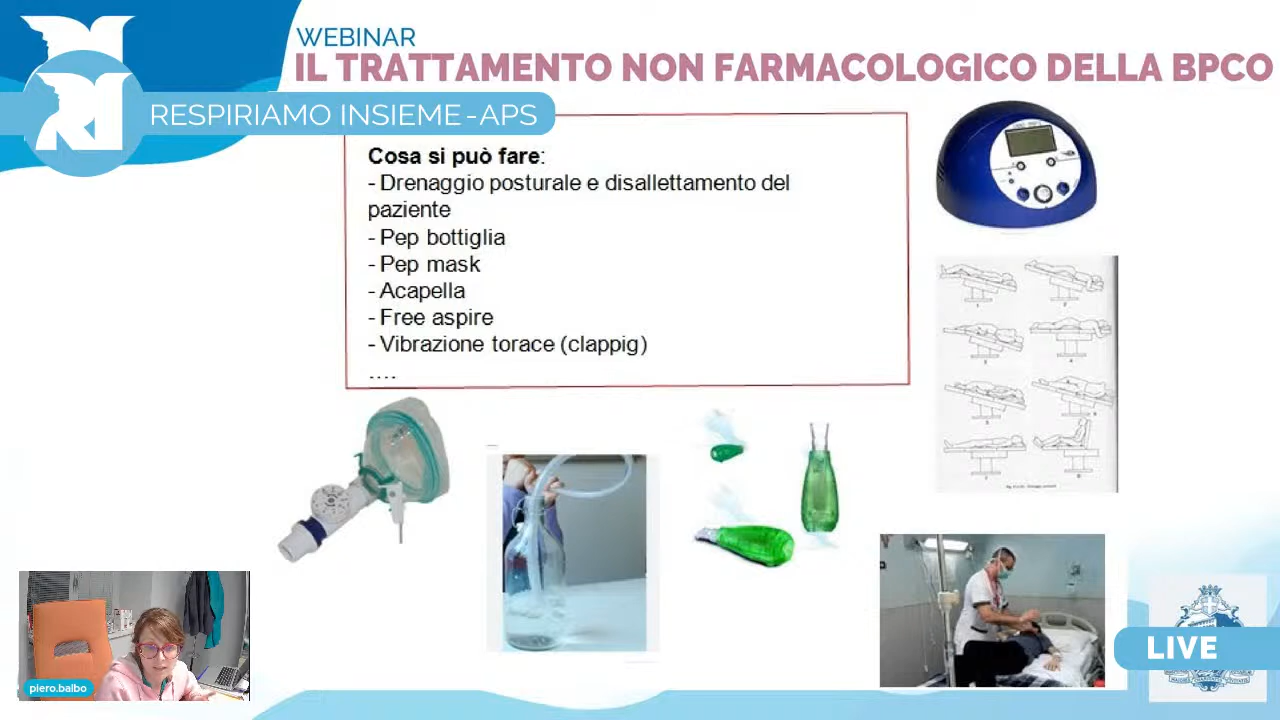 WEBINAR
IL TRATTAMENTO NON FARMACOLOGICO DELLA BPCO
RESPIRIAMO INSIEME-APS
Cosa si può fare:
- Drenaggio posturale e disallettamento del
paziente
- Pep bottiglia
- Pep mask
- Acapella
- Free aspire
- Vibrazione torace (clappig)
....
piero.balbo
LIVE